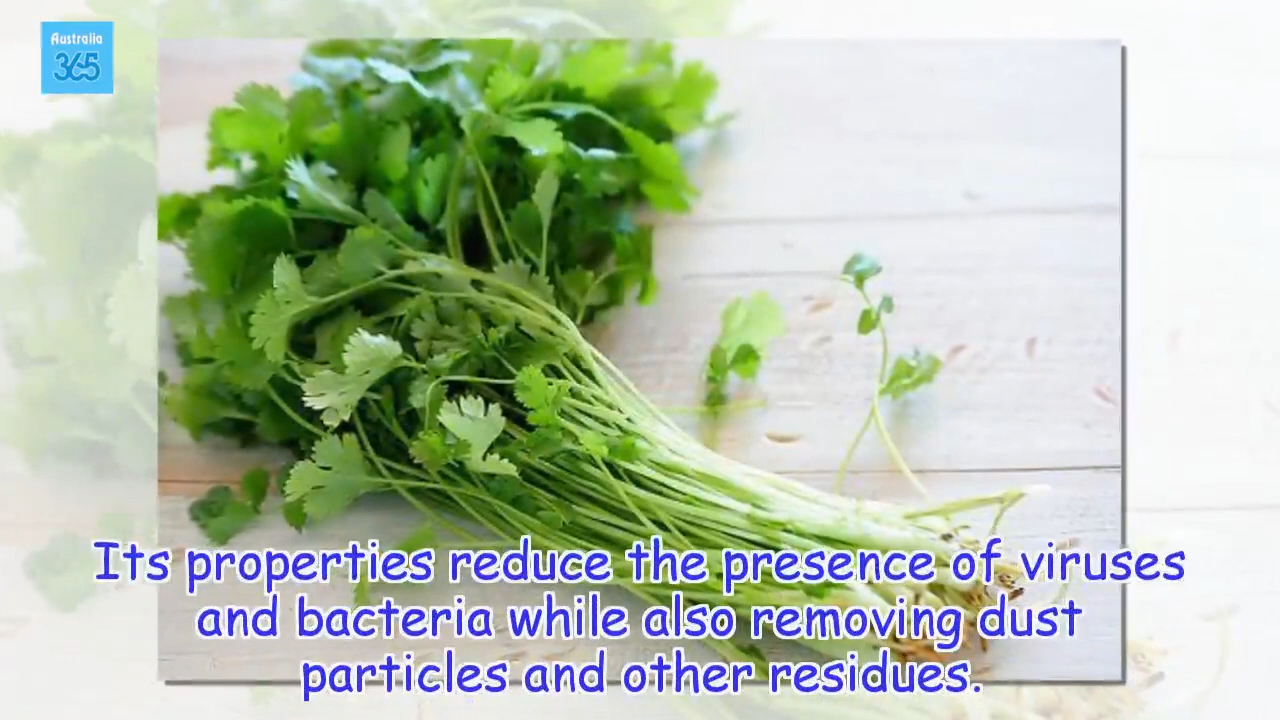 Australia
365
Its properties reduce the presence of viruses
and bacteria while also removing dust
particles and other residues.